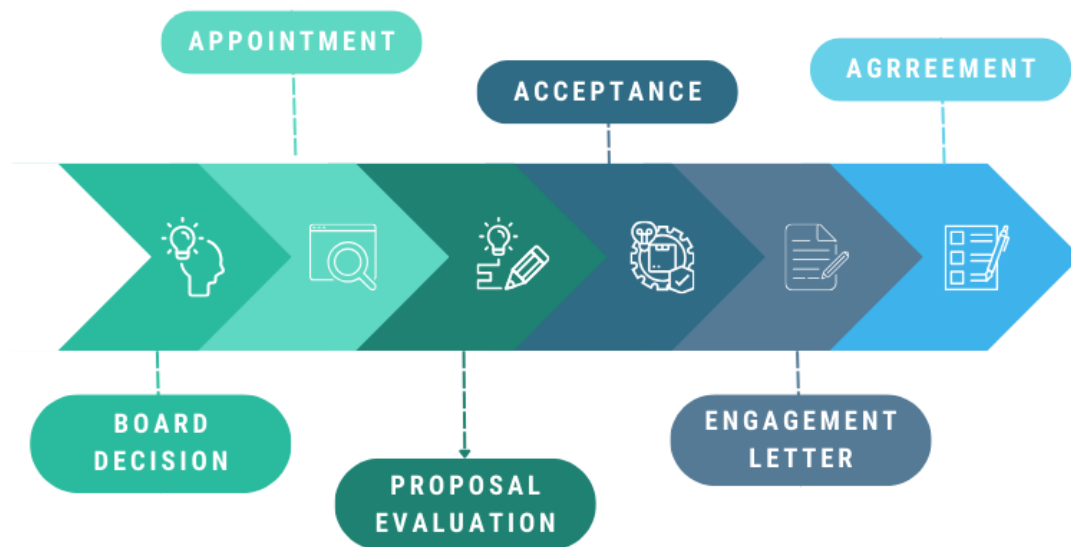 APPOINTMENT
ACCEPTANCE
AGRREEMENT
BOARD
DECISION
PROPOSAL
EVALUATION
ENGAGEMENT
LETTER